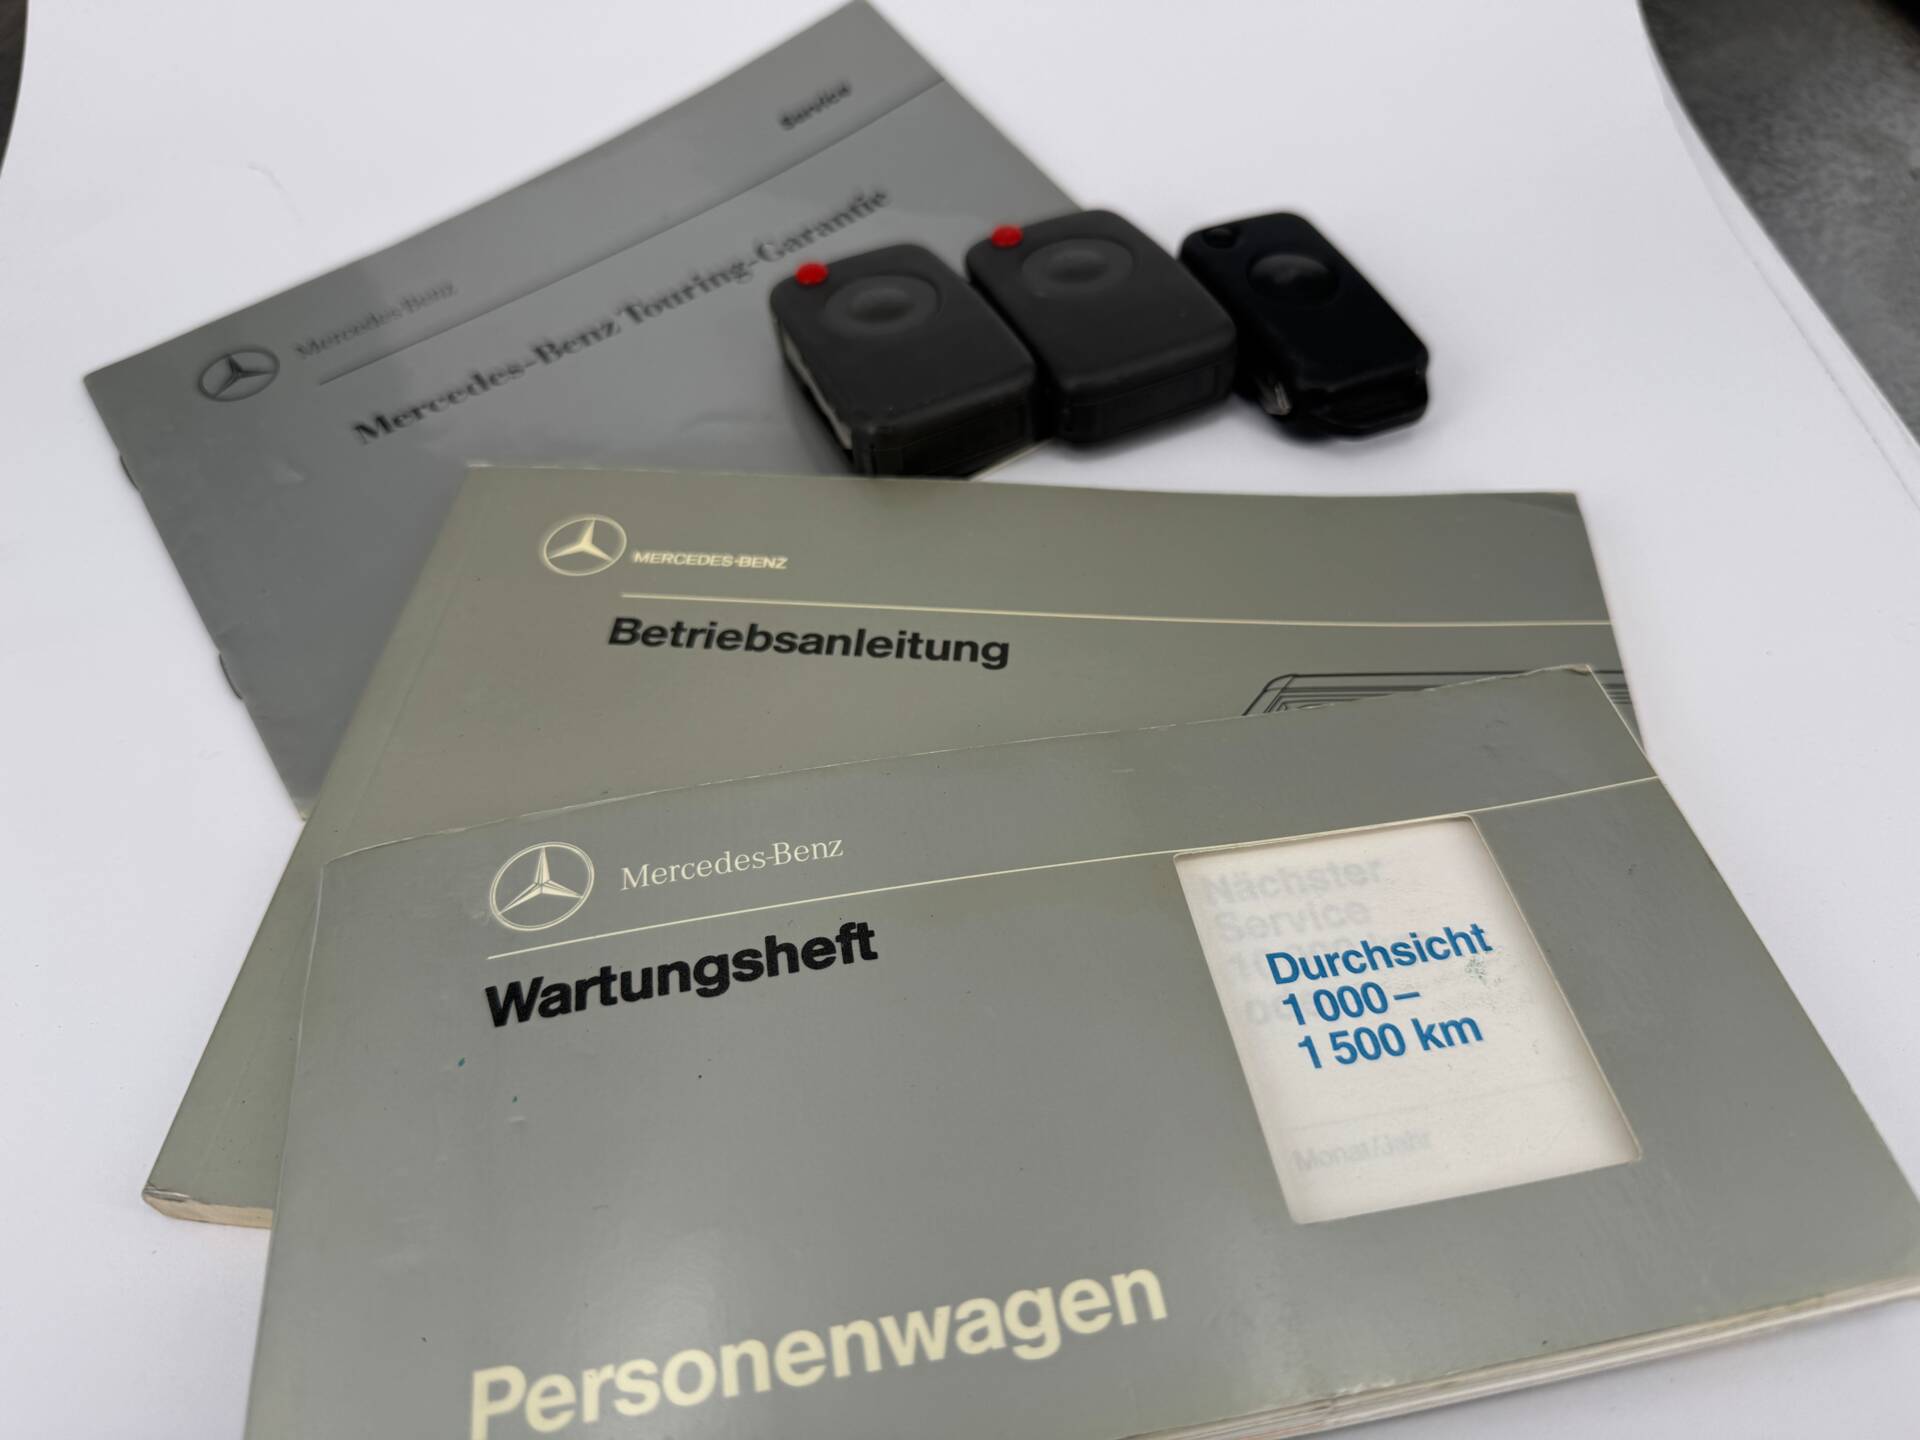 Service
Mercedes-Benz
Mercedes-Benz Touring-Garantie
MERCEDES-BENZ
Betriebsanleitung
Mercedes-Benz
Wartungsheft
Nächster
Service
Durchsicht
1 000 –
1 500 km
Monat/Jahr
Personenwagen